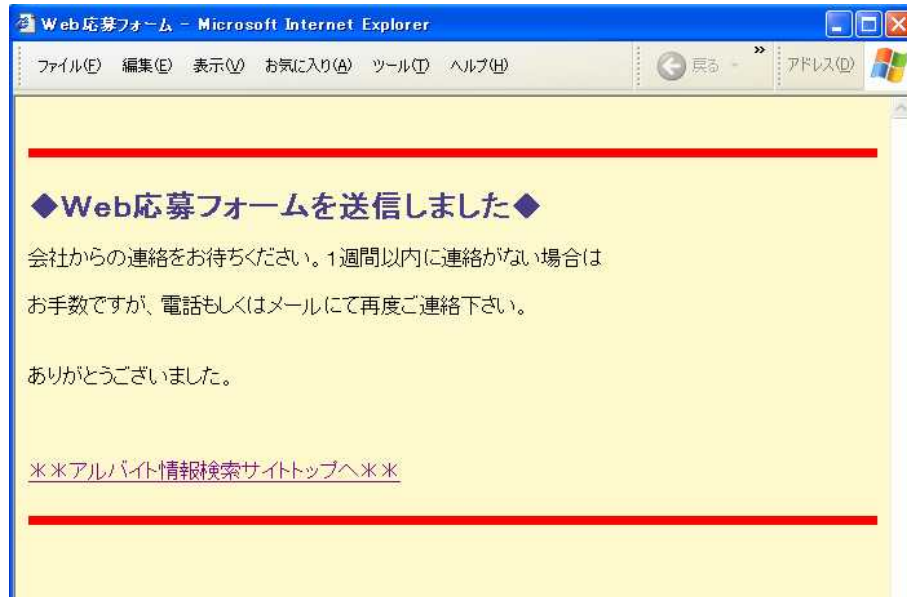 Web応募フォーム - Microsoft Internet Explorer
ファイル(F) 編集(E) 表示(V) お気に入り(A) ツール(T) ヘルプ(H) 戻る » アドレス(D)
◆Web応募フォームを送信しました◆
会社からの連絡をお待ちください。1週間以内に連絡がない場合は
お手数ですが、電話もしくはメールにて再度ご連絡下さい。
ありがとうございました。
**アルバイト情報検索サイトトップへ**